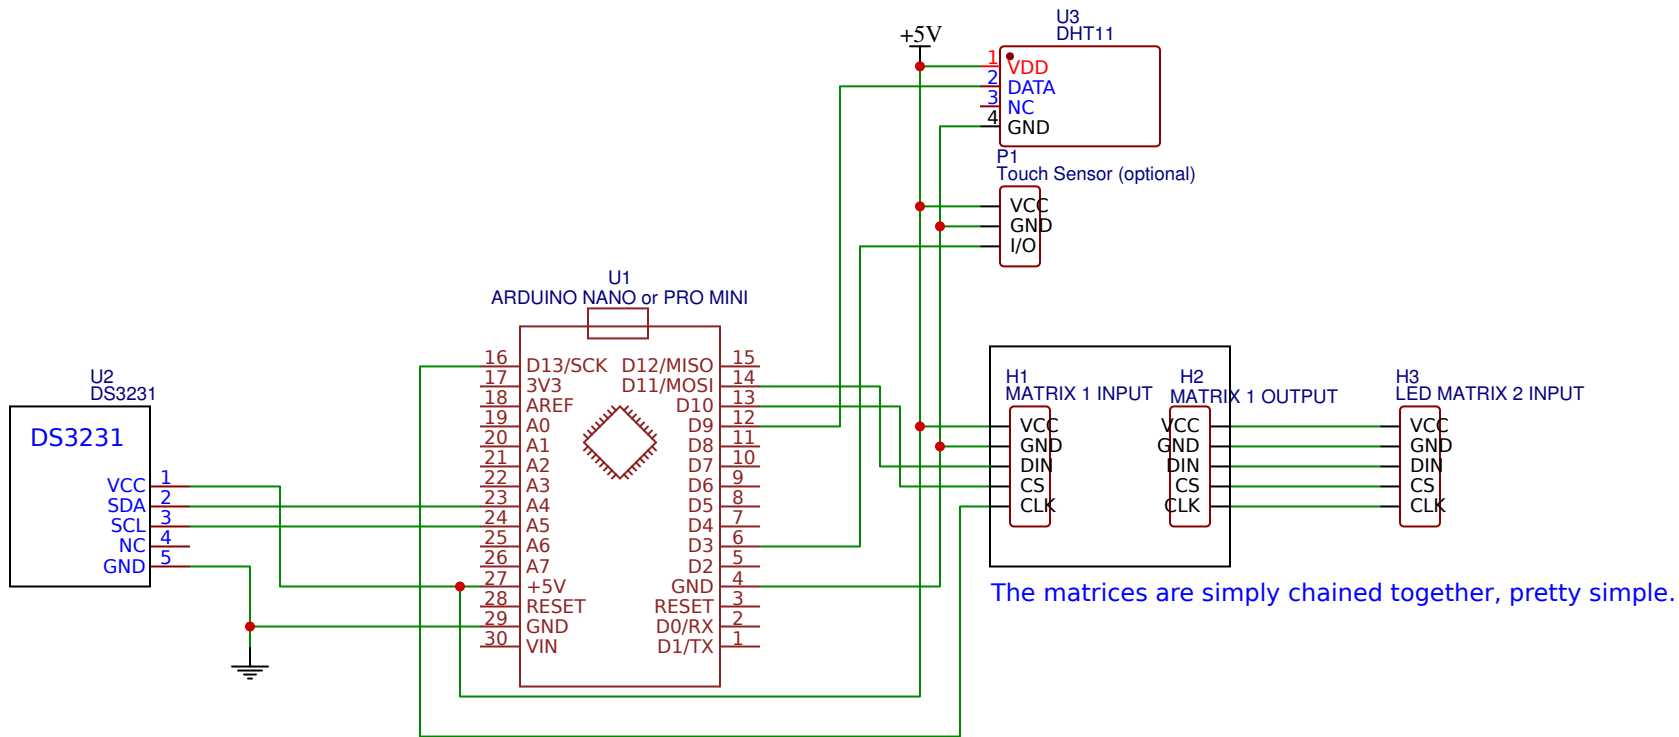 +5V
U3
DHT11
1 VDD
2 DATA
3 NC
4 GND
P1
Touch Sensor (optional)
VCC
GND
I/O
U1
ARDUINO NANO or PRO MINI
16 D13/SCK D12/MISO 15
17 3V3 D11/MOSI 14
18 AREF D10 13
19 A0 D9 12
20 A1 D8 11
21 A2 D7 10
22 A3 D6 9
23 A4 D5 8
24 A5 D4 7
25 A6 D3 6
26 A7 D2 5
27 +5V GND 4
28 RESET RESET 3
29 GND D0/RX 2
30 VIN D1/TX 1
U2
DS3231
DS3231
VCC 1
SDA 2
SCL 3
NC 4
GND 5
H1
MATRIX 1 INPUT
VCC
GND
DIN
CS
CLK
H2
MATRIX 1 OUTPUT
VCC
GND
DIN
CS
CLK
H3
LED MATRIX 2 INPUT
VCC
GND
DIN
CS
CLK
The matrices are simply chained together, pretty simple.